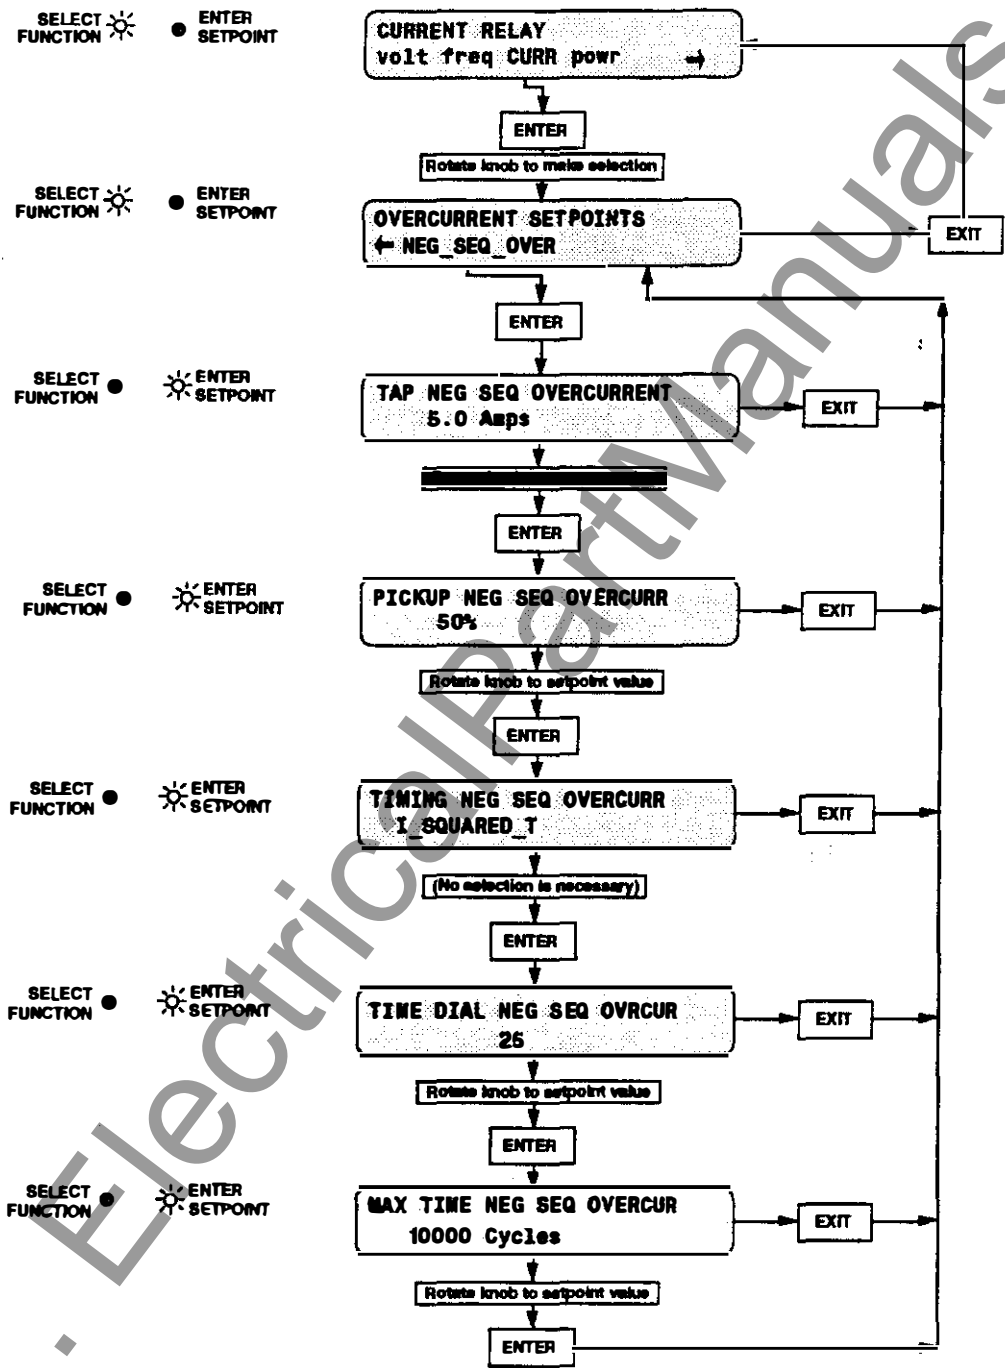 SELECT FUNCTION
ENTER SETPOINT
CURRENT RELAY
volt freq CURR powr →
ENTER
Rotate knob to make selection
SELECT FUNCTION
ENTER SETPOINT
OVERCURRENT SETPOINTS
← NEG_SEQ_OVER
EXIT
ENTER
SELECT FUNCTION
ENTER SETPOINT
TAP NEG SEQ OVERCURRENT
5.0 Amps
EXIT
ENTER
SELECT FUNCTION
ENTER SETPOINT
PICKUP NEG SEQ OVERCURR
50%
EXIT
Rotate knob to setpoint value
ENTER
SELECT FUNCTION
ENTER SETPOINT
TIMING NEG SEQ OVERCURR
I_SQUARED_T
EXIT
(No selection is necessary)
ENTER
SELECT FUNCTION
ENTER SETPOINT
TIME DIAL NEG SEQ OVRCUR
26
EXIT
Rotate knob to setpoint value
ENTER
SELECT FUNCTION
ENTER SETPOINT
MAX TIME NEG SEQ OVERCUR
10000 Cycles
EXIT
Rotate knob to setpoint value
ENTER
. ElectricalPartManuals